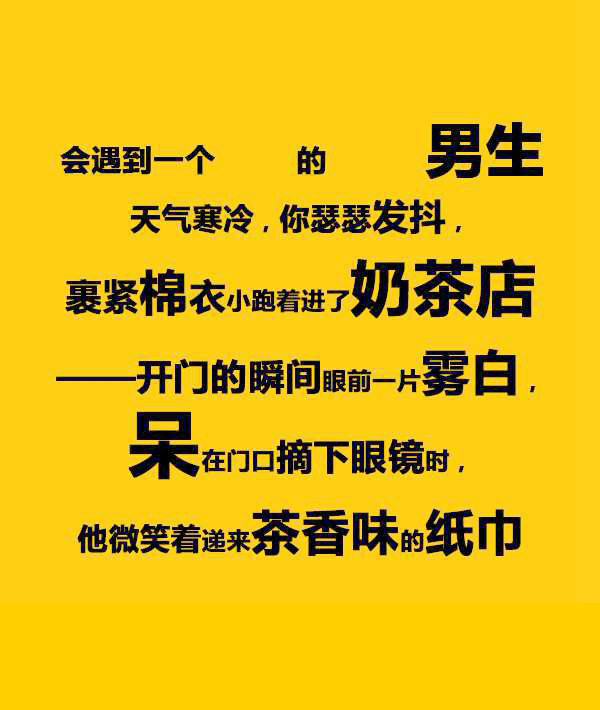 会遇到一个 的 男生
天气寒冷，你瑟瑟发抖，
裹紧棉衣小跑着进了奶茶店
——开门的瞬间眼前一片雾白，
呆在门口摘下眼镜时，
他微笑着递来茶香味的纸巾